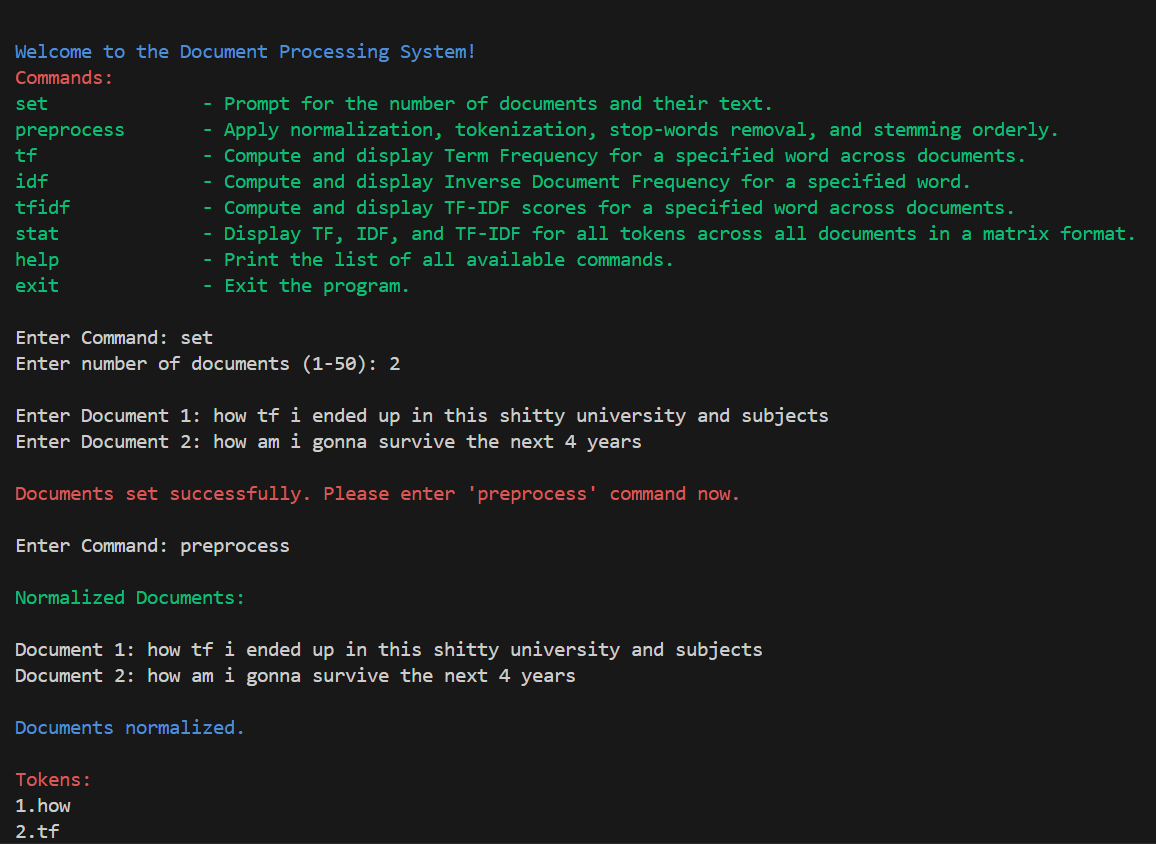 Welcome to the Document Processing System!
Commands:
set - Prompt for the number of documents and their text.
preprocess - Apply normalization, tokenization, stop-words removal, and stemming orderly.
tf - Compute and display Term Frequency for a specified word across documents.
idf - Compute and display Inverse Document Frequency for a specified word.
tfidf - Compute and display TF-IDF scores for a specified word across documents.
stat - Display TF, IDF, and TF-IDF for all tokens across all documents in a matrix format.
help - Print the list of all available commands.
exit - Exit the program.
Enter Command: set
Enter number of documents (1-50): 2
Enter Document 1: how tf i ended up in this shitty university and subjects
Enter Document 2: how am i gonna survive the next 4 years
Documents set successfully. Please enter 'preprocess' command now.
Enter Command: preprocess
Normalized Documents:
Document 1: how tf i ended up in this shitty university and subjects
Document 2: how am i gonna survive the next 4 years
Documents normalized.
Tokens:
1.how
2.tf